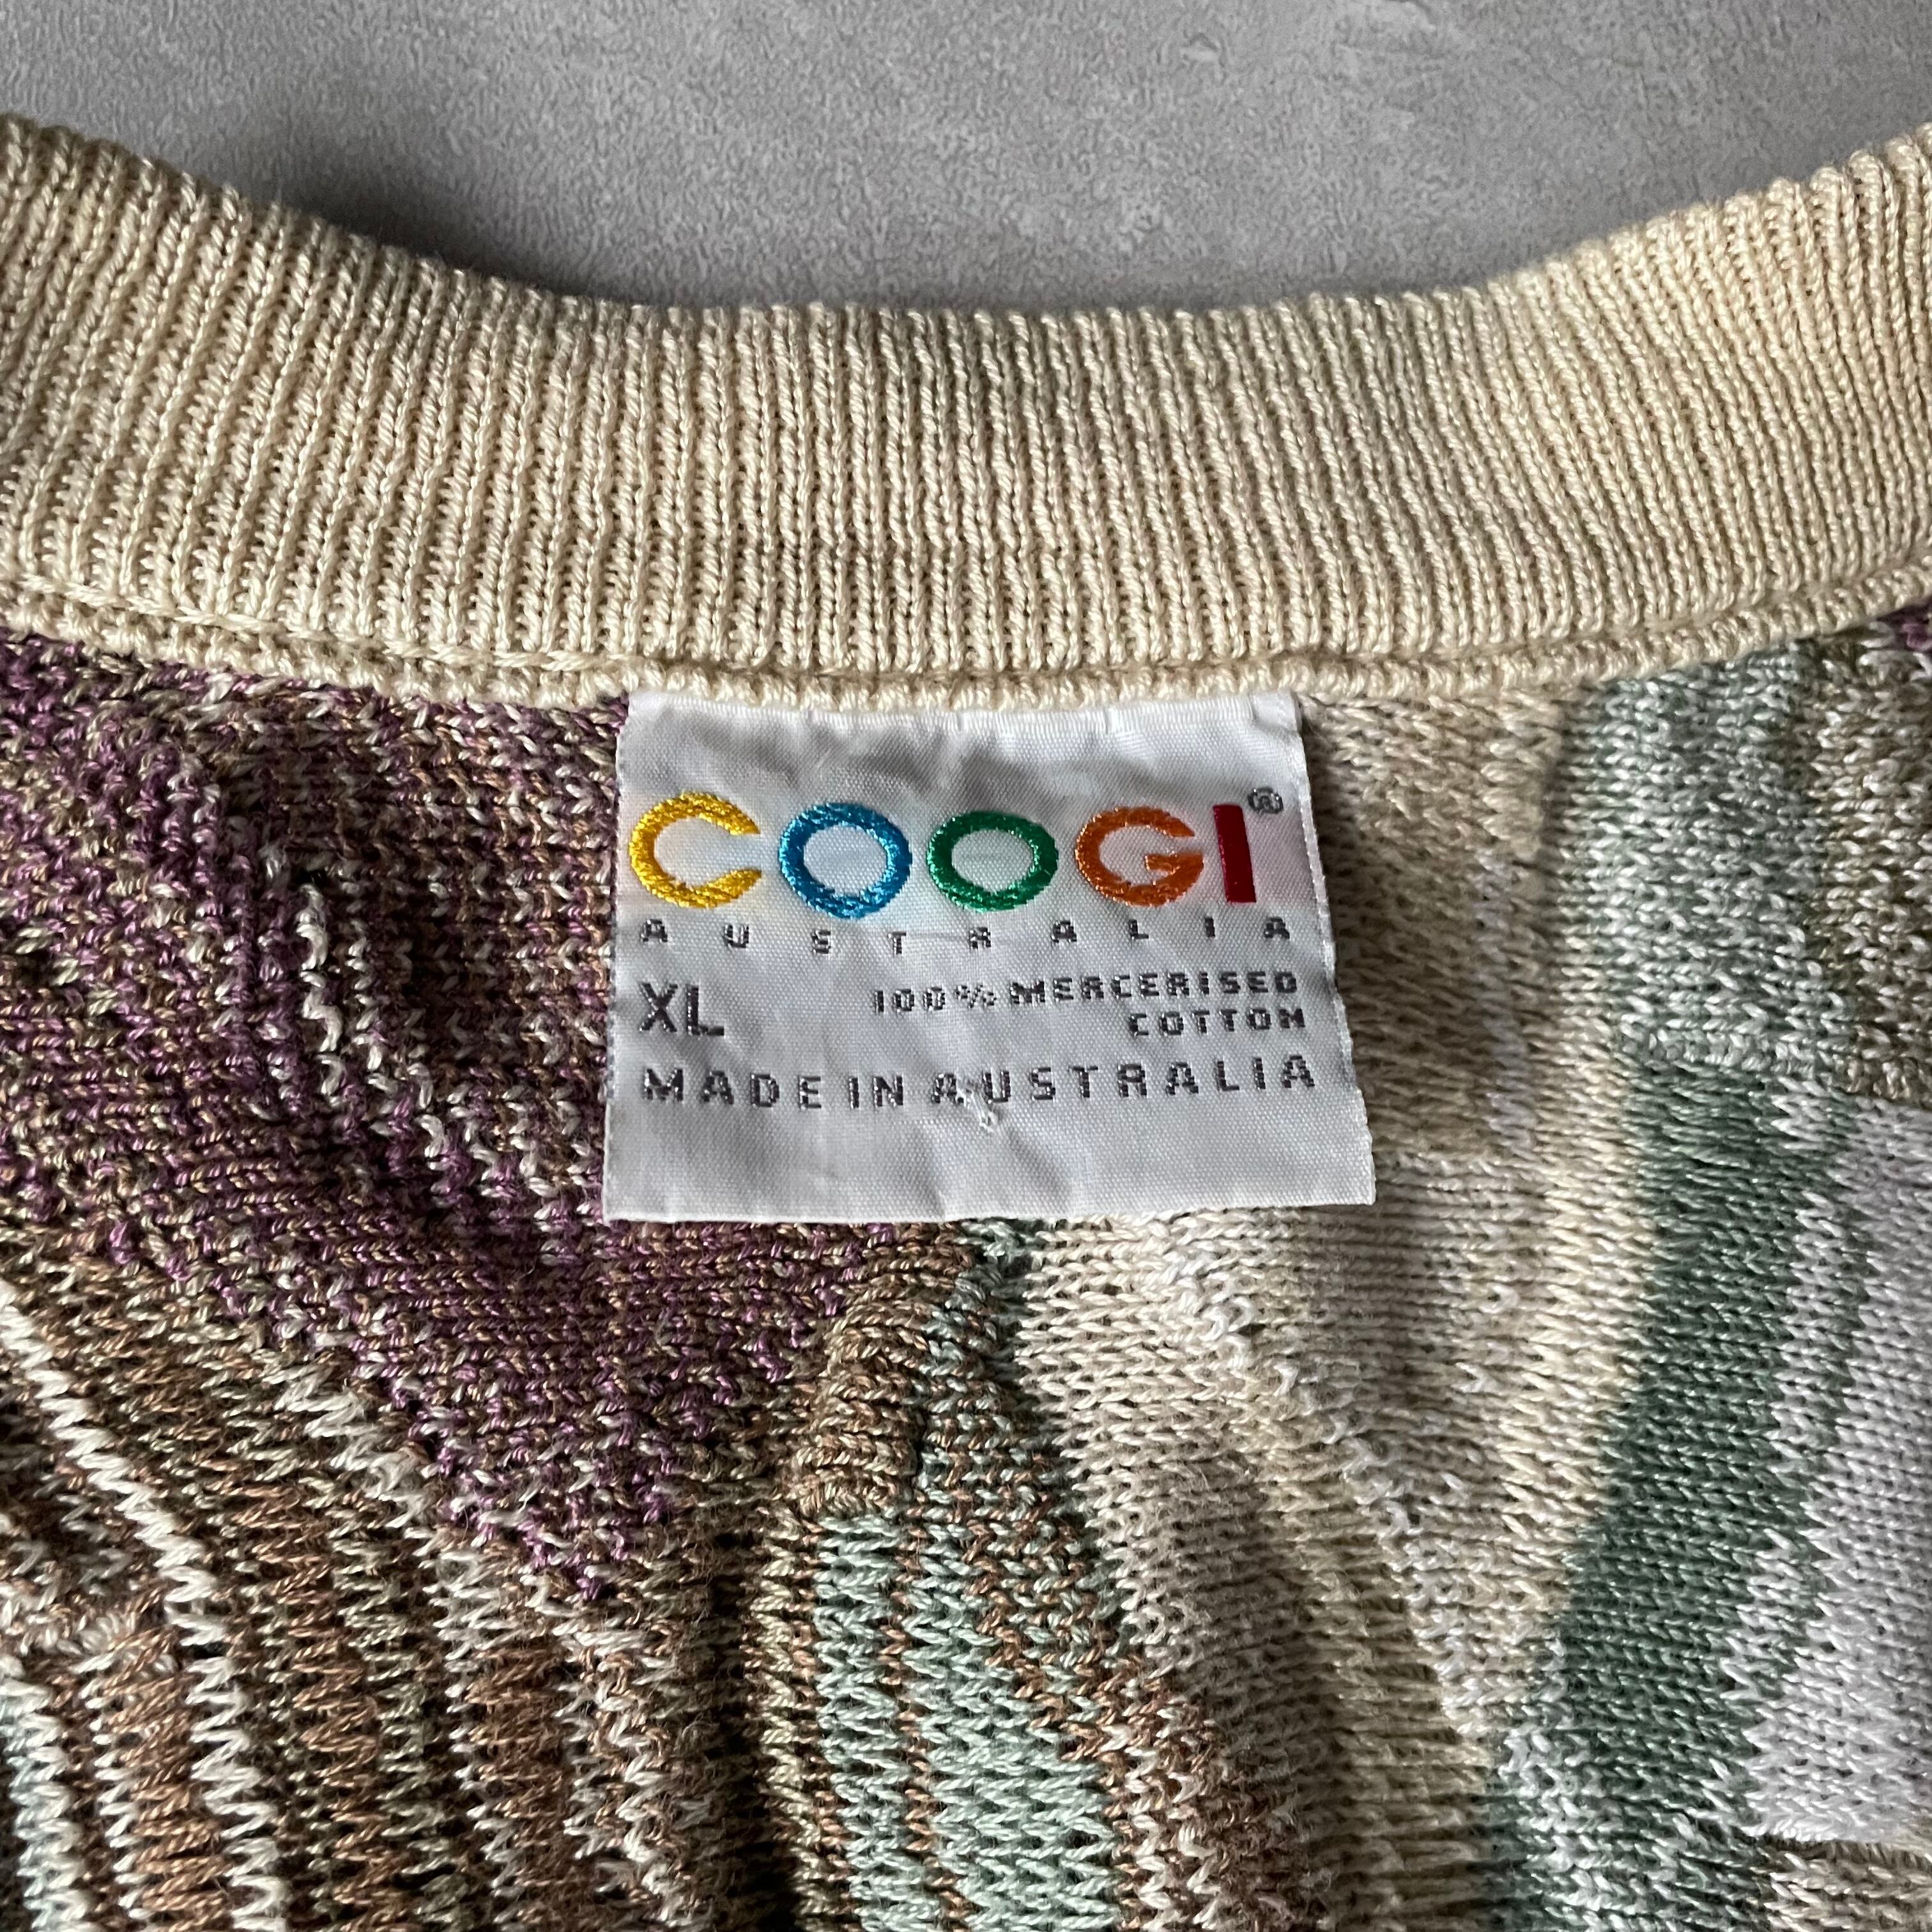 COOGI®
AUSTRALIA
XL 100% MERCERISED
COTTON
MADE IN AUSTRALIA